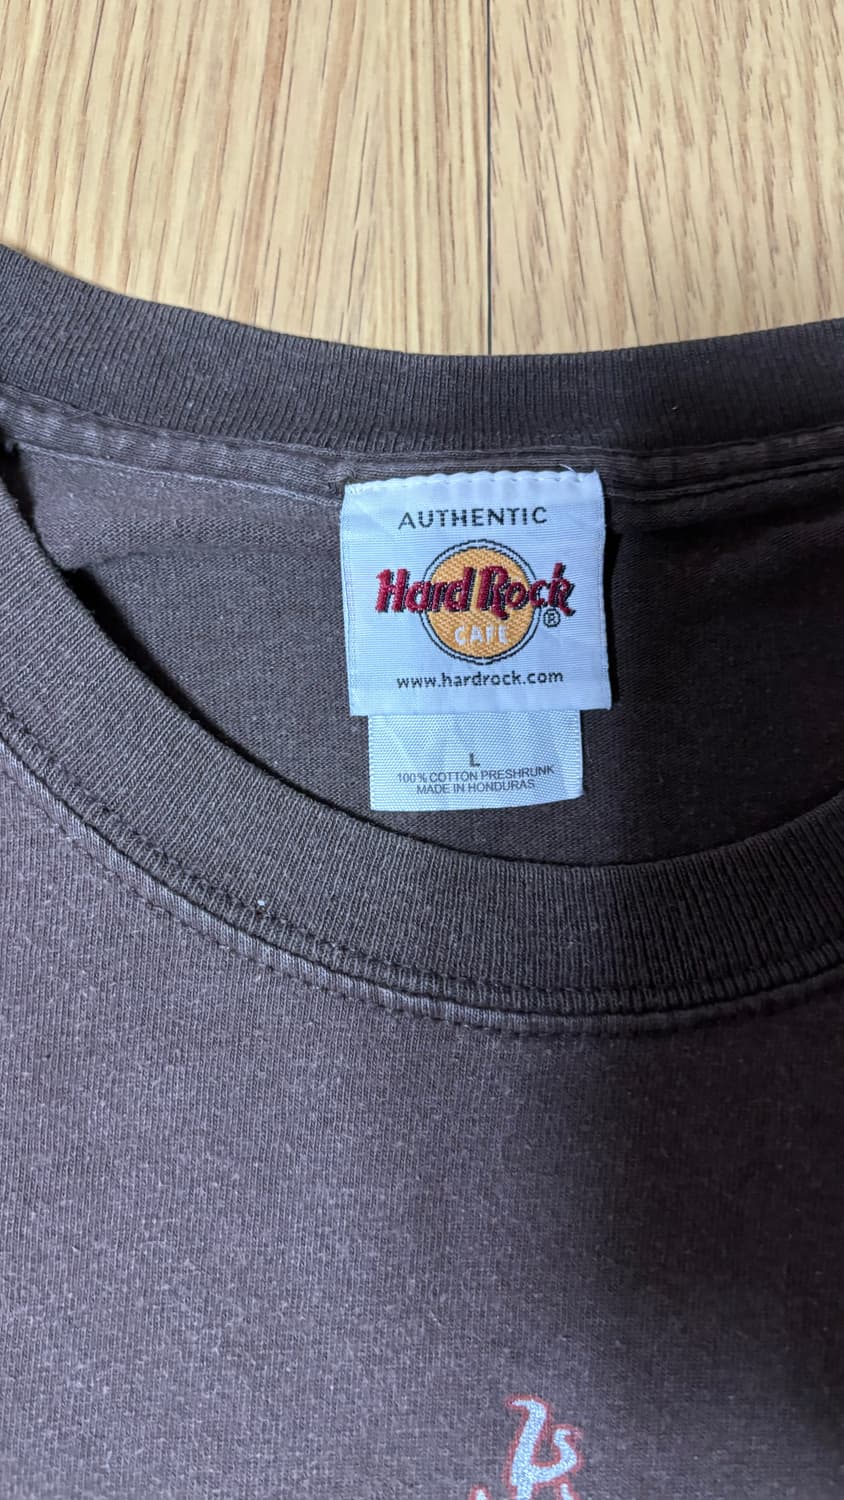 AUTHENTIC
Hard Rock
CAFE ®
www.hardrock.com
L
100% COTTON PRESHRUNK
MADE IN HONDURAS